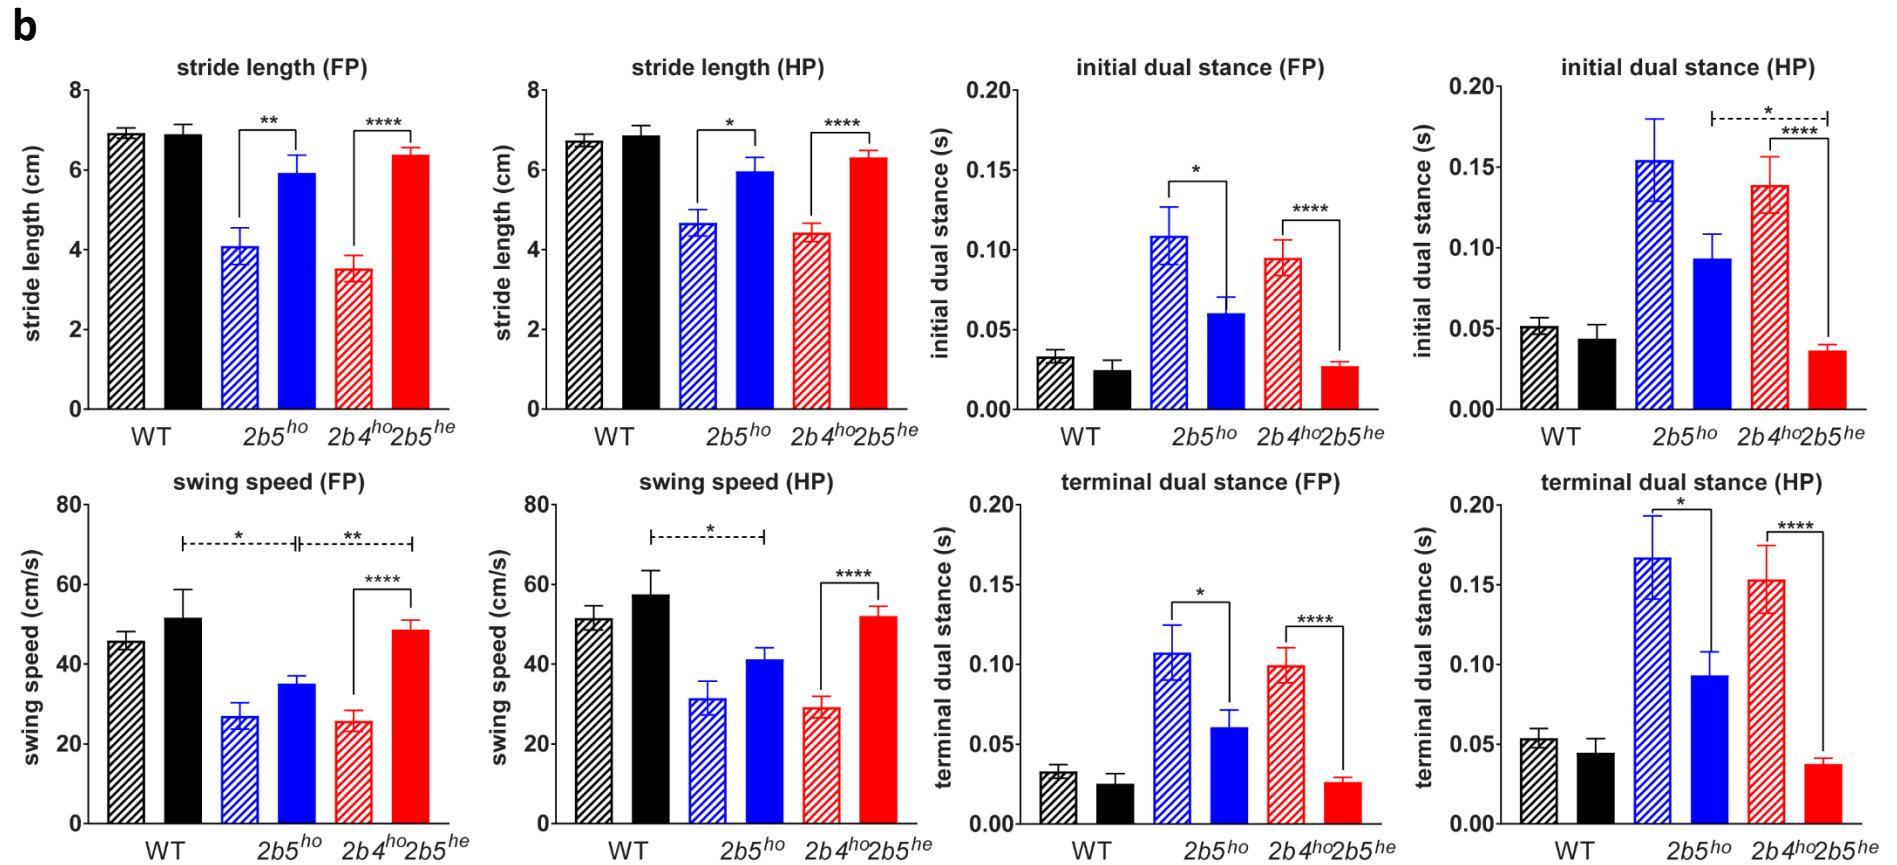 b
stride length (FP)
stride length (cm)
8
6
4
2
0
**
****
WT
2b5ho
2b4ho2b5he
stride length (HP)
stride length (cm)
8
6
4
2
0
*
****
WT
2b5ho
2b4ho2b5he
initial dual stance (FP)
initial dual stance (s)
0.20
0.15
0.10
0.05
0.00
*
****
WT
2b5ho
2b4ho2b5he
initial dual stance (HP)
initial dual stance (s)
0.20
0.15
0.10
0.05
0.00
*
****
WT
2b5ho
2b4ho2b5he
swing speed (FP)
swing speed (cm/s)
80
60
40
20
0
*
**
****
WT
2b5ho
2b4ho2b5he
swing speed (HP)
swing speed (cm/s)
80
60
40
20
0
*
****
WT
2b5ho
2b4ho2b5he
terminal dual stance (FP)
terminal dual stance (s)
0.20
0.15
0.10
0.05
0.00
*
****
WT
2b5ho
2b4ho2b5he
terminal dual stance (HP)
terminal dual stance (s)
0.20
0.15
0.10
0.05
0.00
*
****
WT
2b5ho
2b4ho2b5he